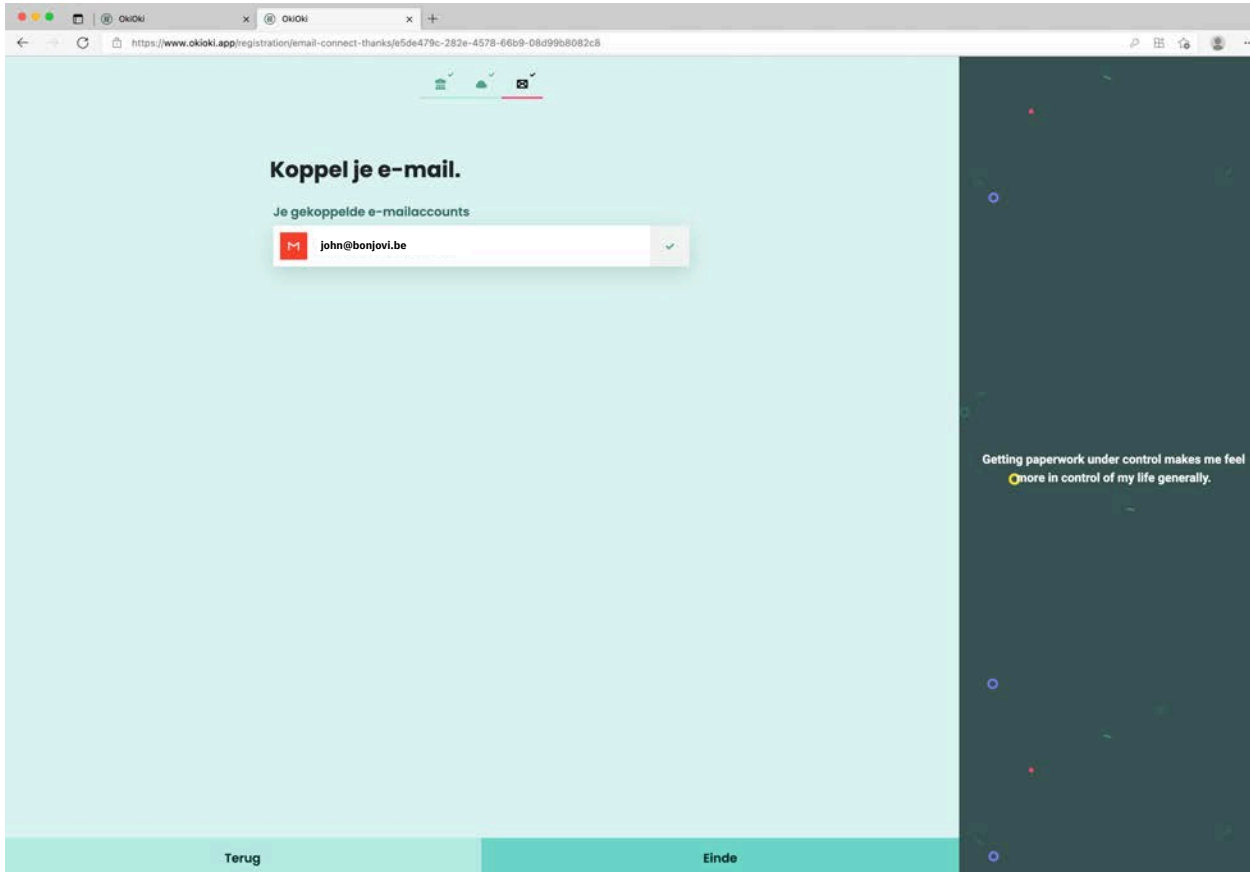 OkiOki
OkiOki
https://www.okioki.app/registration/email-connect-thanks/e5de479c-282e-4578-66b9-08d99b8082c8
Koppel je e-mail.
Je gekoppelde e-mailaccounts
john@bonjovi.be
Getting paperwork under control makes me feel
more in control of my life generally.
Terug
Einde